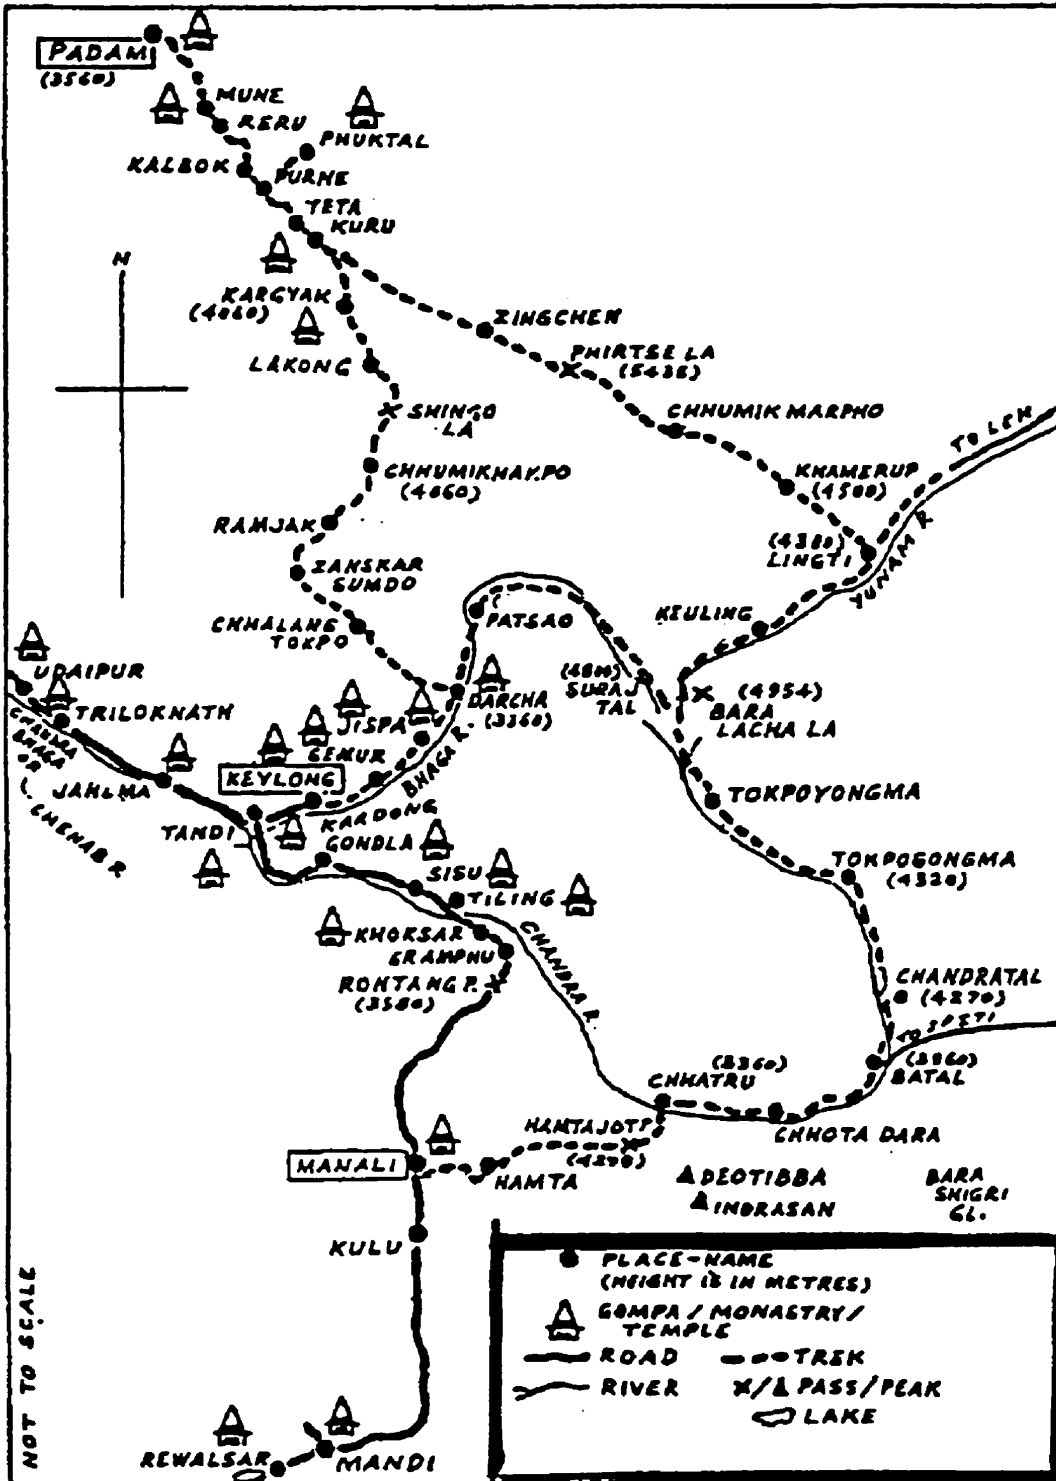 PADAM
(3560)
MUNE
RERU
PHUKTAL
KALBOK
PURNE
TETA
KURU
N
KARGYAK
(4060)
ZINGCHEN
LAKONG
PHIRTSE LA
(5435)
SHINGO
LA
CHHUMIK MARPHO
TO LEH
CHHUMIKNAKPO
(4660)
KHAMERUP
(4500)
RAMJAK
(4380)
LINGTI
YUNAM R
ZANSKAR
SUMDO
PATSAO
KEULING
CHHALANG
TOKPO
UDAIPUR
TRILOKNATH
JISPA
DARCHA
(3360)
SURAJ
TAL
(4954)
BARA
LACHA LA
CHANDRA
BHAGA
OR
CHENAB R
GEMUR
BHAGA R.
JAHLMA
KEYLONG
KARDONG
TOKPOYONGMA
TANDI
GONDLA
SISU
TOKPOGONGMA
(4320)
TILING
KHOKSAR
GRAMPHU
CHANDRA R.
ROHTANG P.
(3980)
CHANDRATAL
(4270)
TO SPETI
(3960)
BATAL
(3360)
CHHATRU
HAMTA JOT
(4270)
CHHOTA DARA
MANALI
HAMTA
DEOTIBBA
INDRASAN
BARA
SHIGRI
GL.
KULU
PLACE-NAME
(HEIGHT IS IN METRES)
GOMPA / MONASTRY /
TEMPLE
ROAD
TREK
RIVER
X/▲ PASS/PEAK
LAKE
NOT TO SCALE
REWALSAR
MANDI